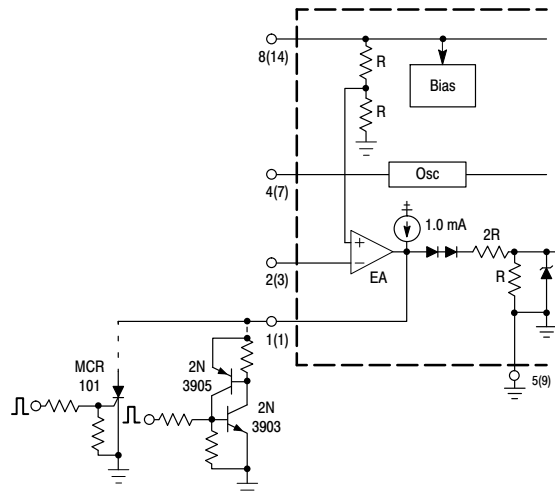 8(14)
R
Bias
R
4(7)
Osc
1.0 mA
+
2R
2(3)
−
EA
R
1(1)
MCR
101
2N
3905
5(9)
2N
3903